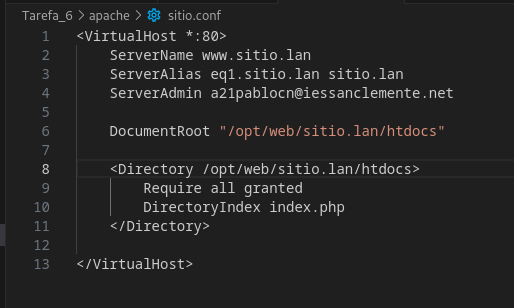 Tarefa_6 > apache > sitio.conf
1 <VirtualHost *:80>
2 ServerName www.sitio.lan
3 ServerAlias eq1.sitio.lan sitio.lan
4 ServerAdmin a21pablocn@iessanclemente.net
5
6 DocumentRoot "/opt/web/sitio.lan/htdocs"
7
8 <Directory /opt/web/sitio.lan/htdocs>
9 Require all granted
10 DirectoryIndex index.php
11 </Directory>
12
13 </VirtualHost>